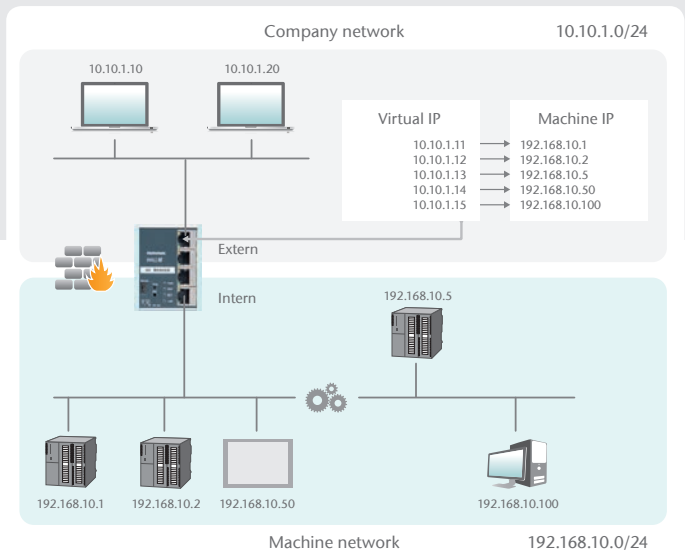 Company network 10.10.1.0/24
10.10.1.10 10.10.1.20
Virtual IP Machine IP
10.10.1.11 192.168.10.1
10.10.1.12 192.168.10.2
10.10.1.13 192.168.10.5
10.10.1.14 192.168.10.50
10.10.1.15 192.168.10.100
Extern
Intern
192.168.10.5
192.168.10.1 192.168.10.2 192.168.10.50 192.168.10.100
Machine network 192.168.10.0/24